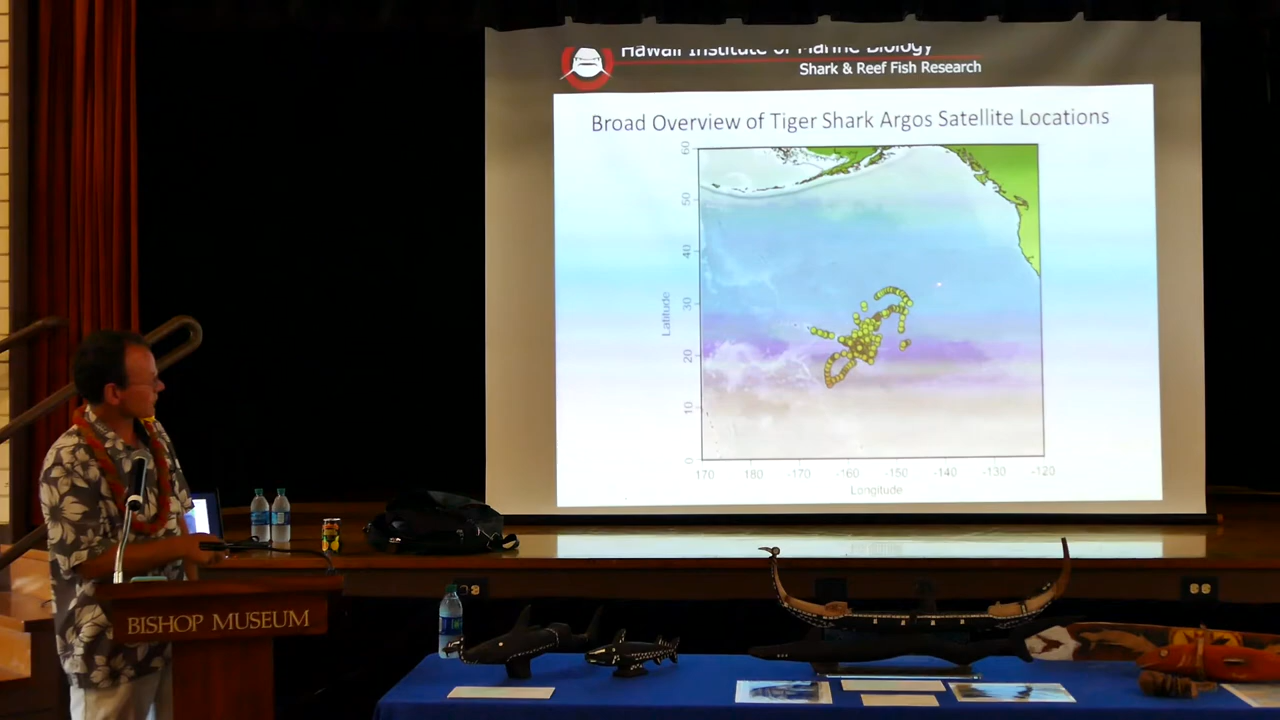 Hawaii Institute of Marine Biology
Shark & Reef Fish Research
Broad Overview of Tiger Shark Argos Satellite Locations
60
50
40
30
20
10
0
Latitude
170 180 -170 -160 -150 -140 -130 -120
Longitude
BISHOP MUSEUM